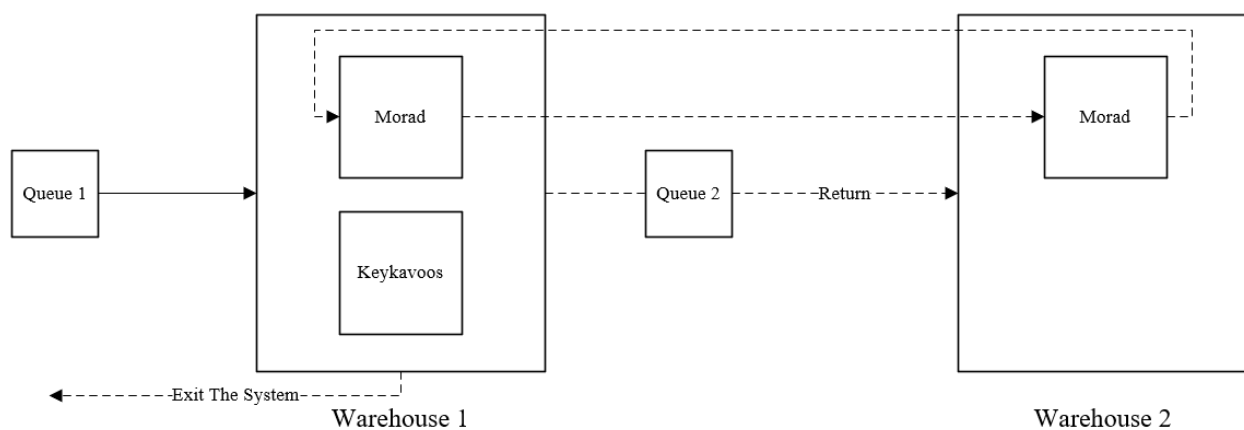 Morad
Morad
Queue 1
Queue 2
Return
Keykavoos
Exit The System
Warehouse 1
Warehouse 2